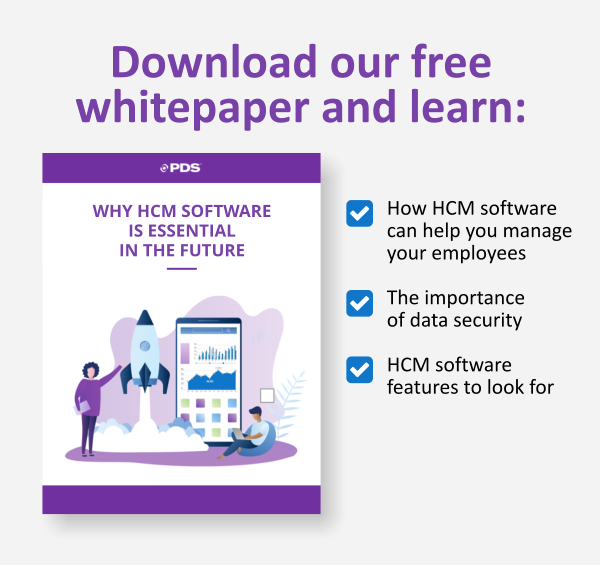 Download our free
whitepaper and learn:
PDS
WHY HCM SOFTWARE
IS ESSENTIAL
IN THE FUTURE
How HCM software
can help you manage
your employees
The importance
of data security
HCM software
features to look for